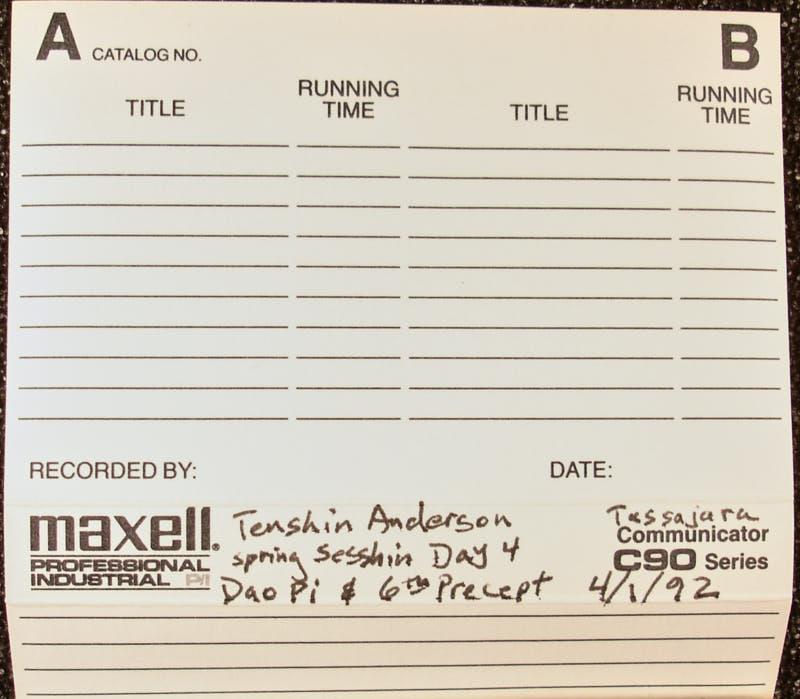 A CATALOG NO. B
TITLE RUNNING TIME TITLE RUNNING TIME
RECORDED BY: DATE:
maxell® Tenshin Anderson Tassajara
PROFESSIONAL spring Sesshin Day 4 Communicator
INDUSTRIAL P/I Dao Pi & 6th Precept C90 Series
4/1/92